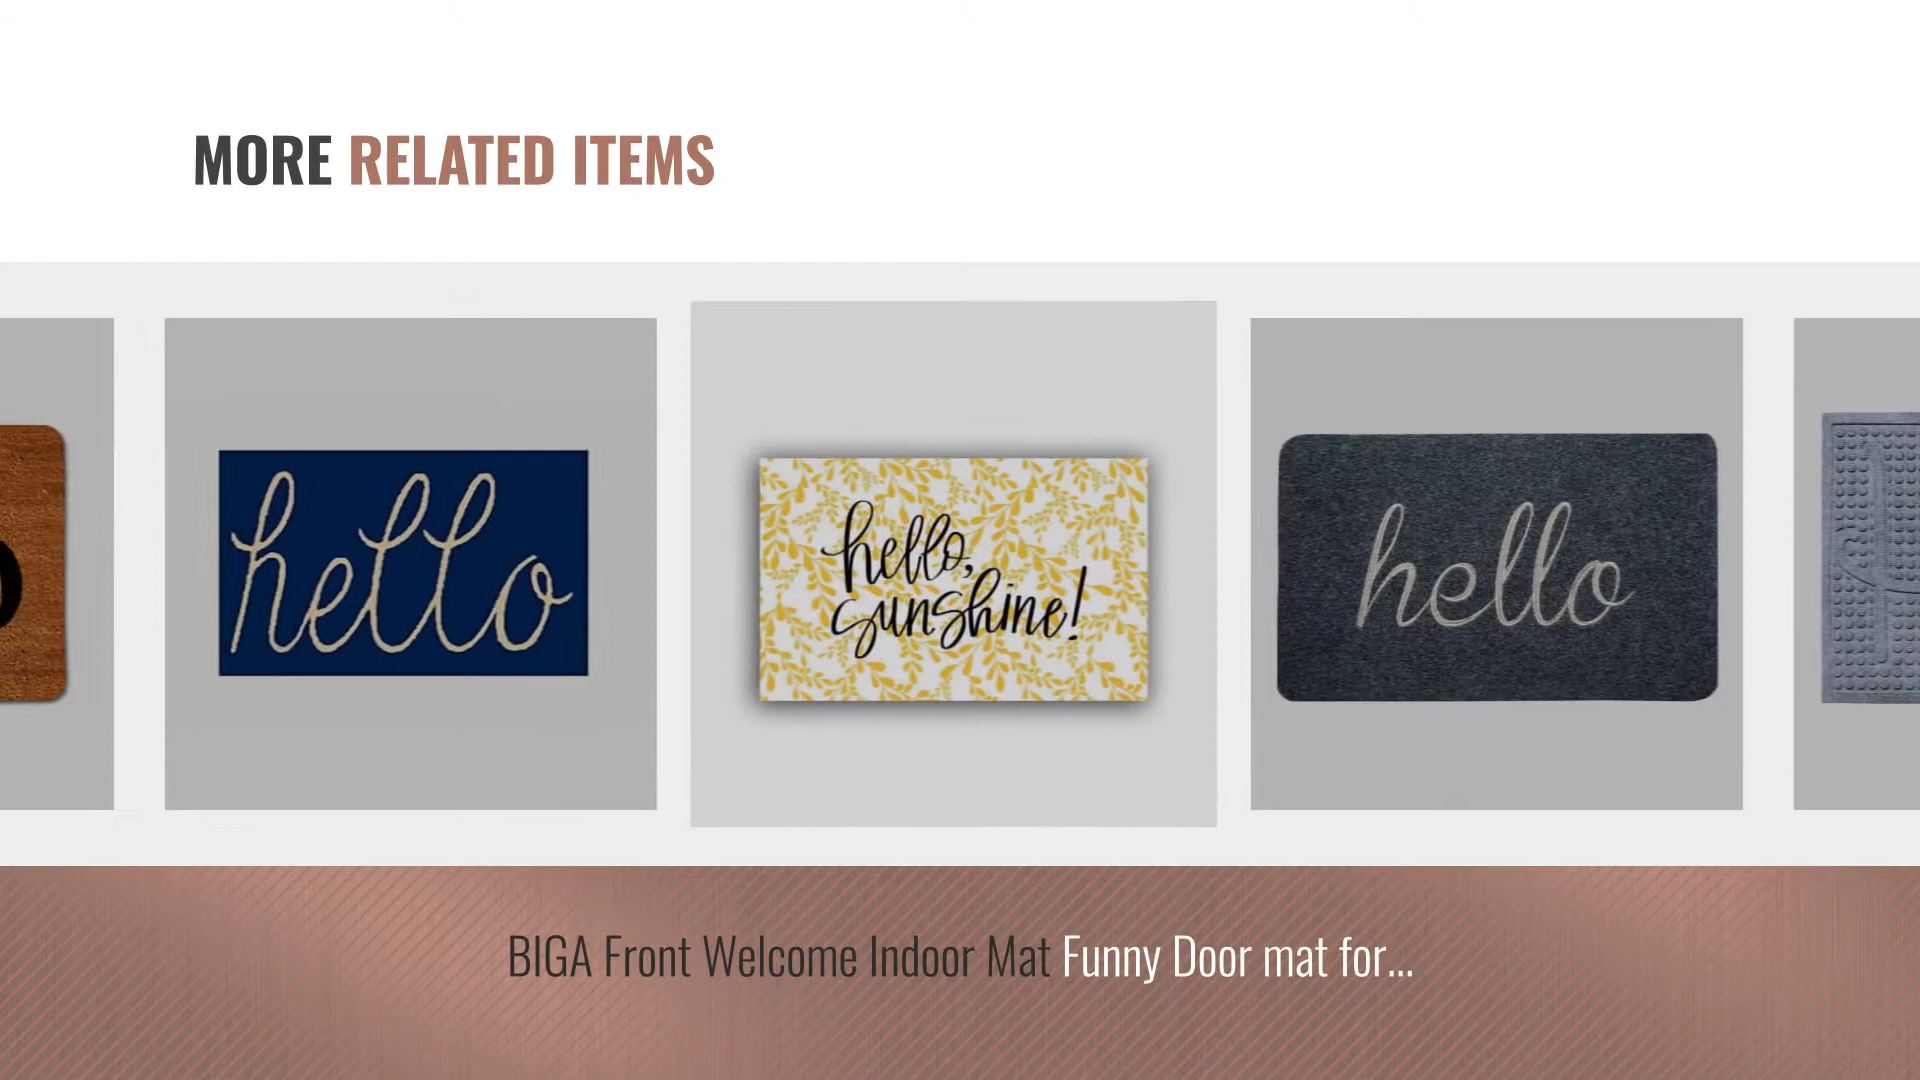 MORE RELATED ITEMS
hello
hello,
sunshine!
hello
BIGA Front Welcome Indoor Mat Funny Door mat for...